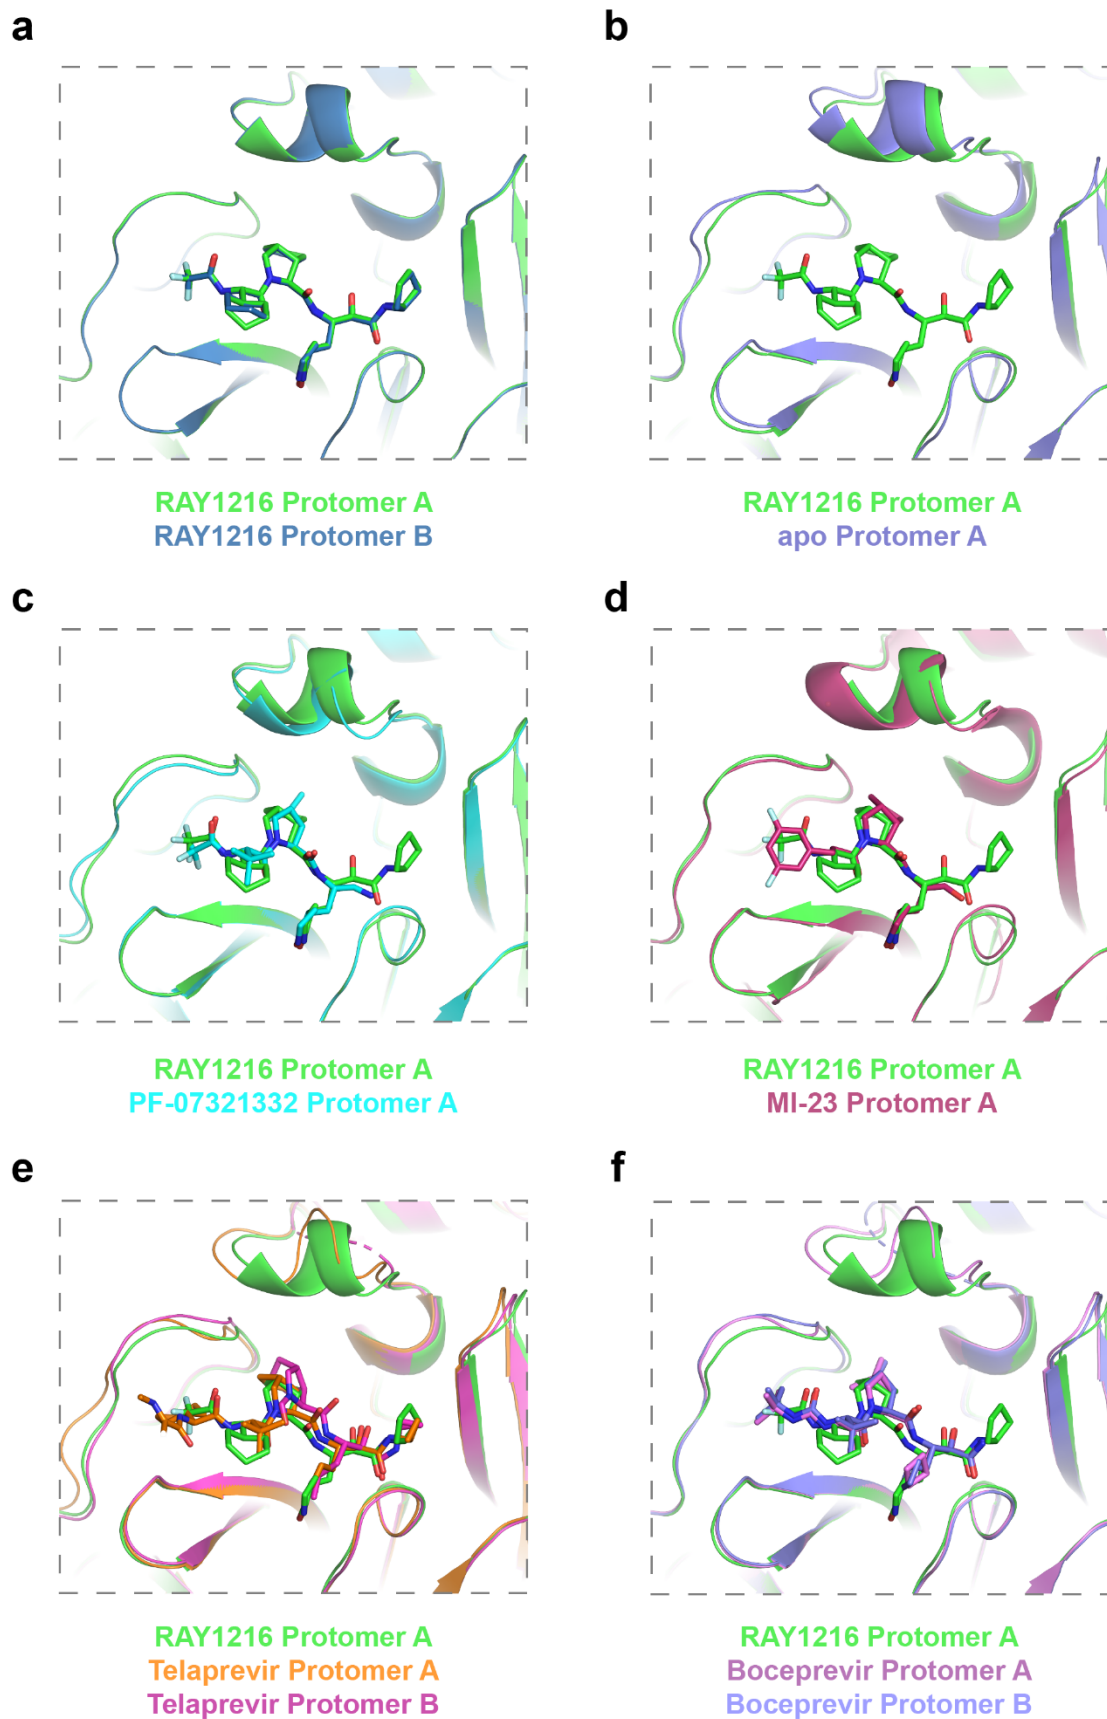 a
b
RAY1216 Protomer A
RAY1216 Protomer B
RAY1216 Protomer A
apo Protomer A
c
d
RAY1216 Protomer A
PF-07321332 Protomer A
RAY1216 Protomer A
MI-23 Protomer A
e
f
RAY1216 Protomer A
Telaprevir Protomer A
Telaprevir Protomer B
RAY1216 Protomer A
Boceprevir Protomer A
Boceprevir Protomer B